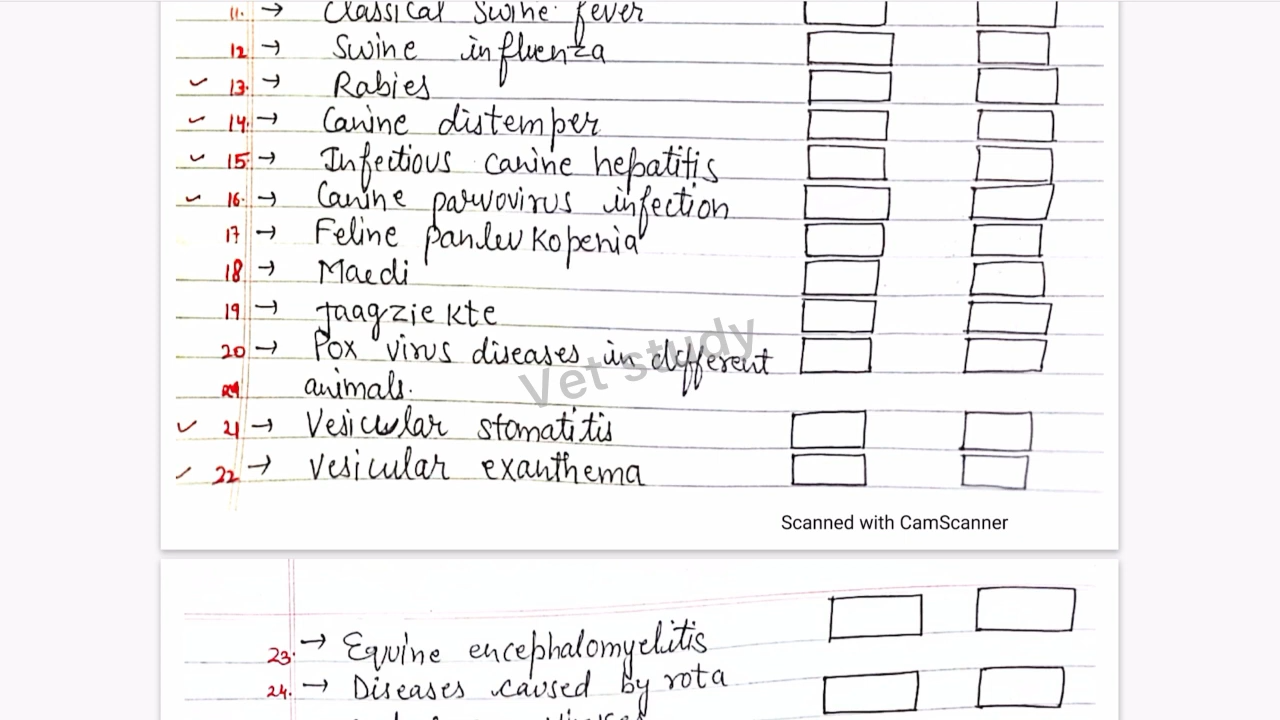 11. → Classical Swine fever
12 → Swine influenza
✓ 13. → Rabies
✓ 14. → Canine distemper
✓ 15. → Infectious canine hepatitis
✓ 16. → Canine parvovirus infection
17 → Feline panleukopenia
18 → Maedi
19 → Jaagziekte
20 → Pox virus diseases in different
animals.
Vet study
✓ 21 → Vesicular stomatitis
✓ 22 → Vesicular exanthema
Scanned with CamScanner
23. → Equine encephalomyelitis
24. → Diseases caused by rota